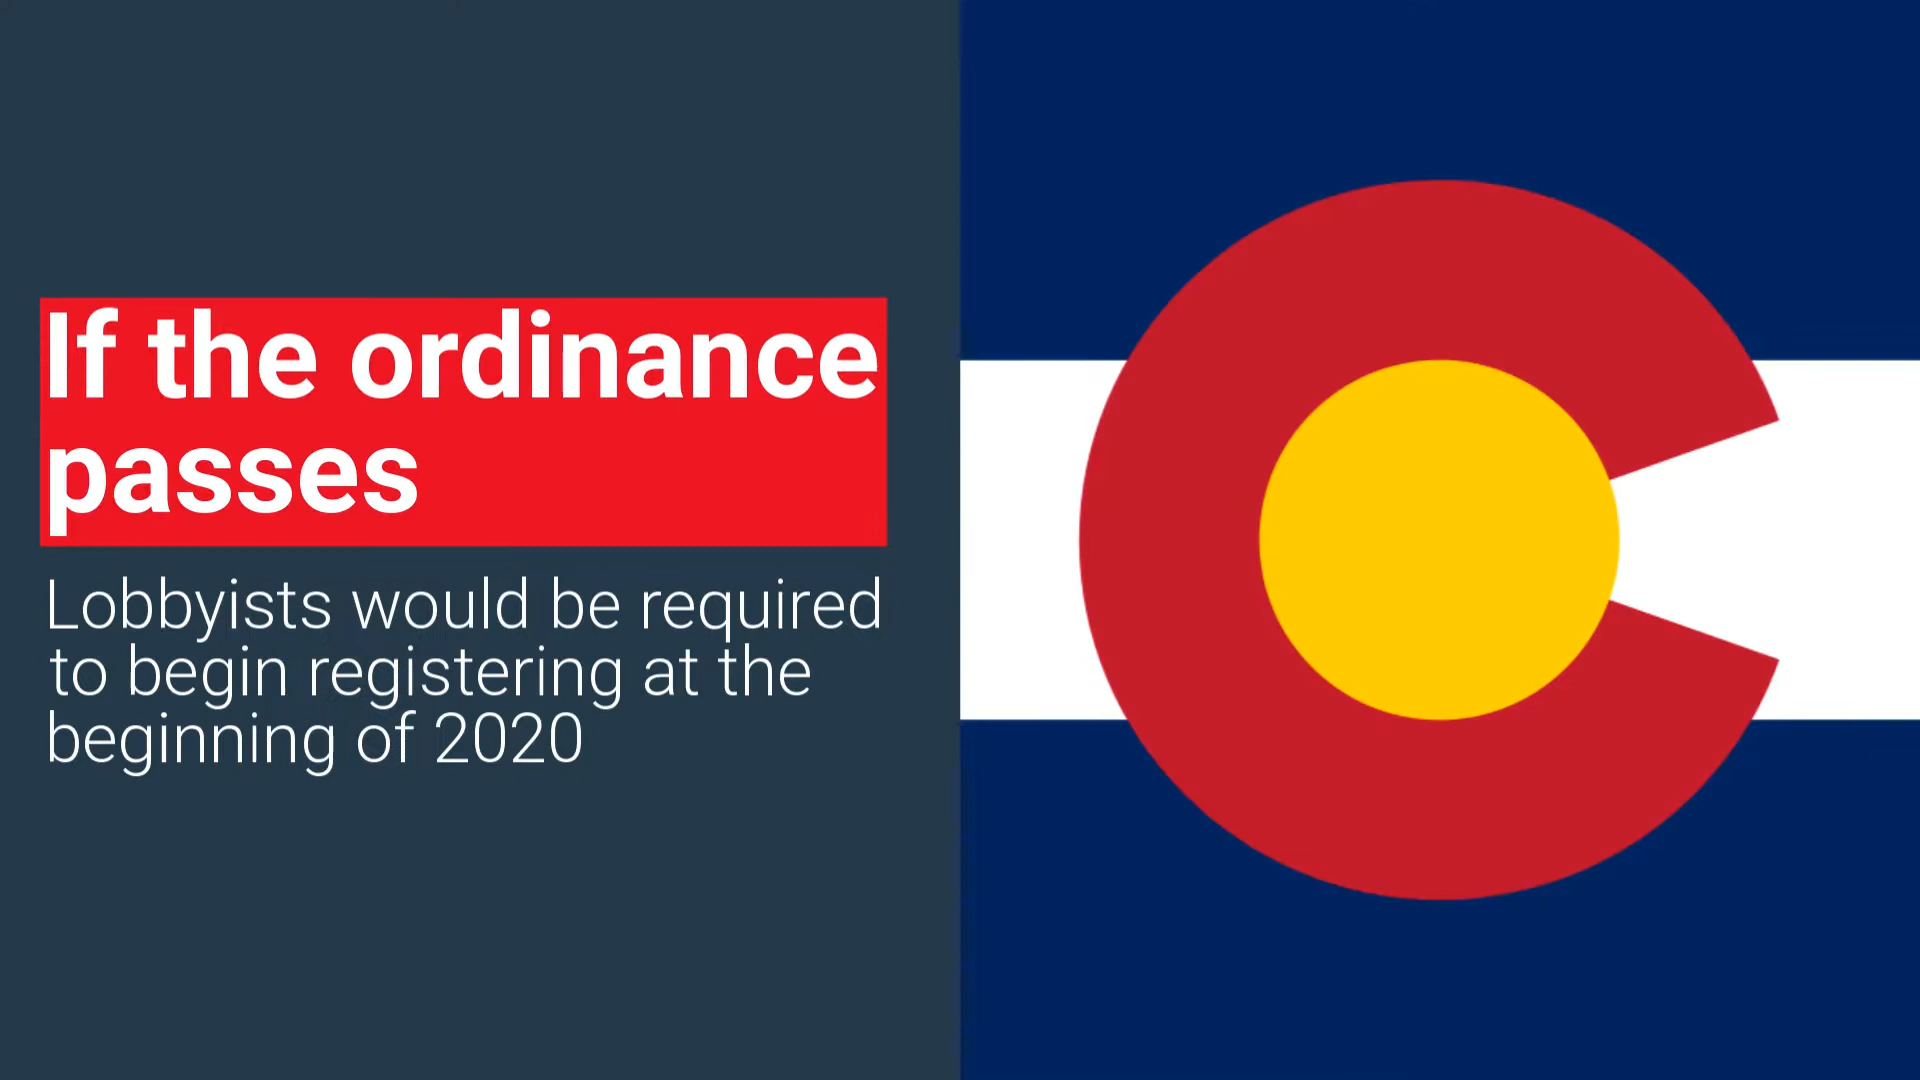 If the ordinance
passes
Lobbyists would be required
to begin registering at the
beginning of 2020